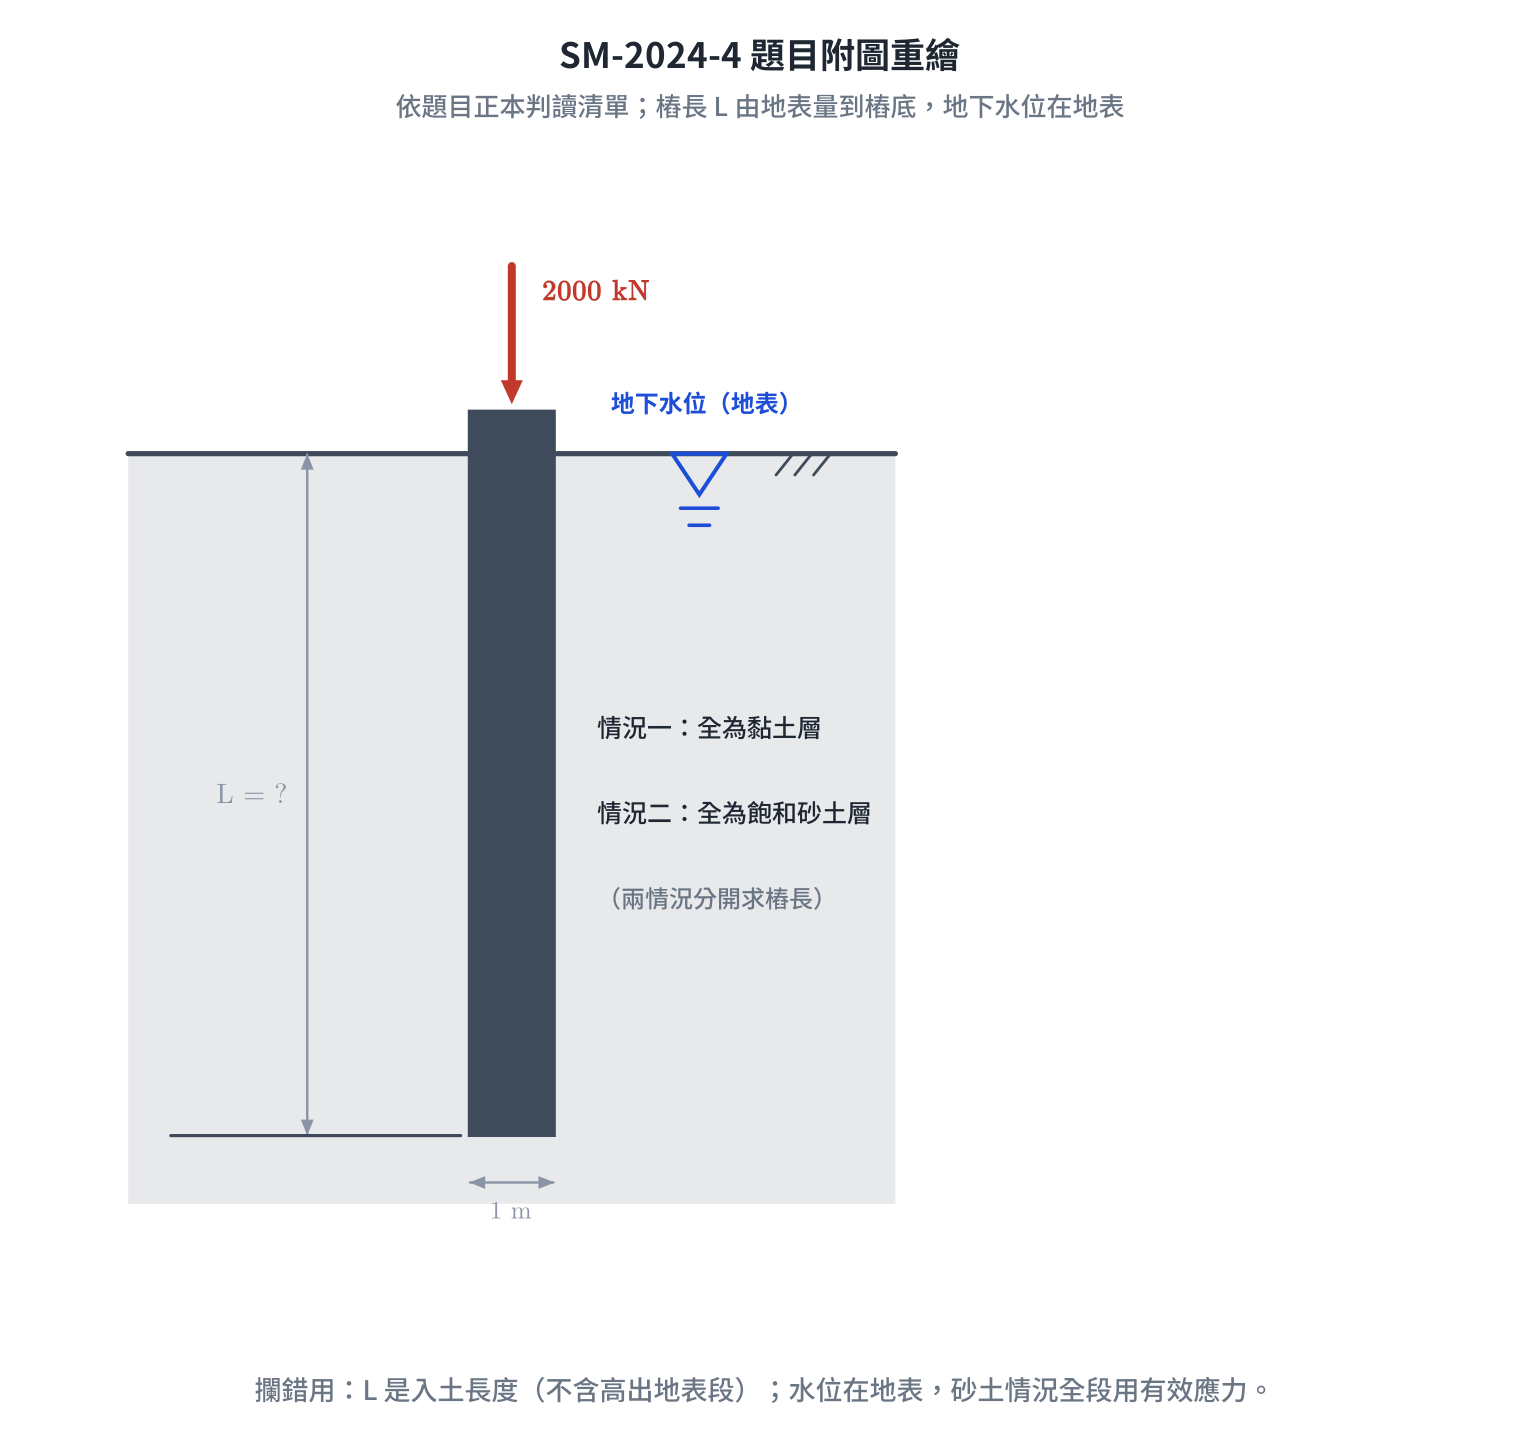 SM-2024-4 題目附圖重繪
依題目正本判讀清單；樁長 L 由地表量到樁底，地下水位在地表
2000 kN
地下水位（地表）
情況一：全為黏土層
L = ?
情況二：全為飽和砂土層
（兩情況分開求樁長）
1 m
攔錯用：L 是入土長度（不含高出地表段）；水位在地表，砂土情況全段用有效應力。